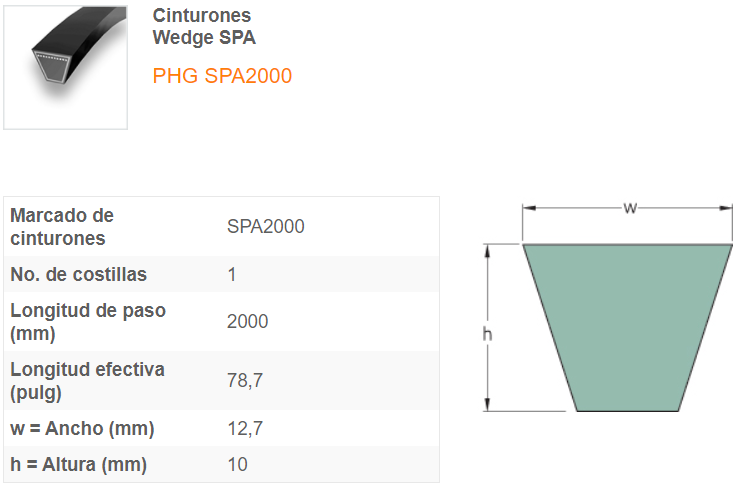 Cinturones
Wedge SPA
PHG SPA2000
Marcado de
cinturones
SPA2000
No. de costillas
1
Longitud de paso
(mm)
2000
Longitud efectiva
(pulg)
78,7
w = Ancho (mm)
12,7
h = Altura (mm)
10
w
h